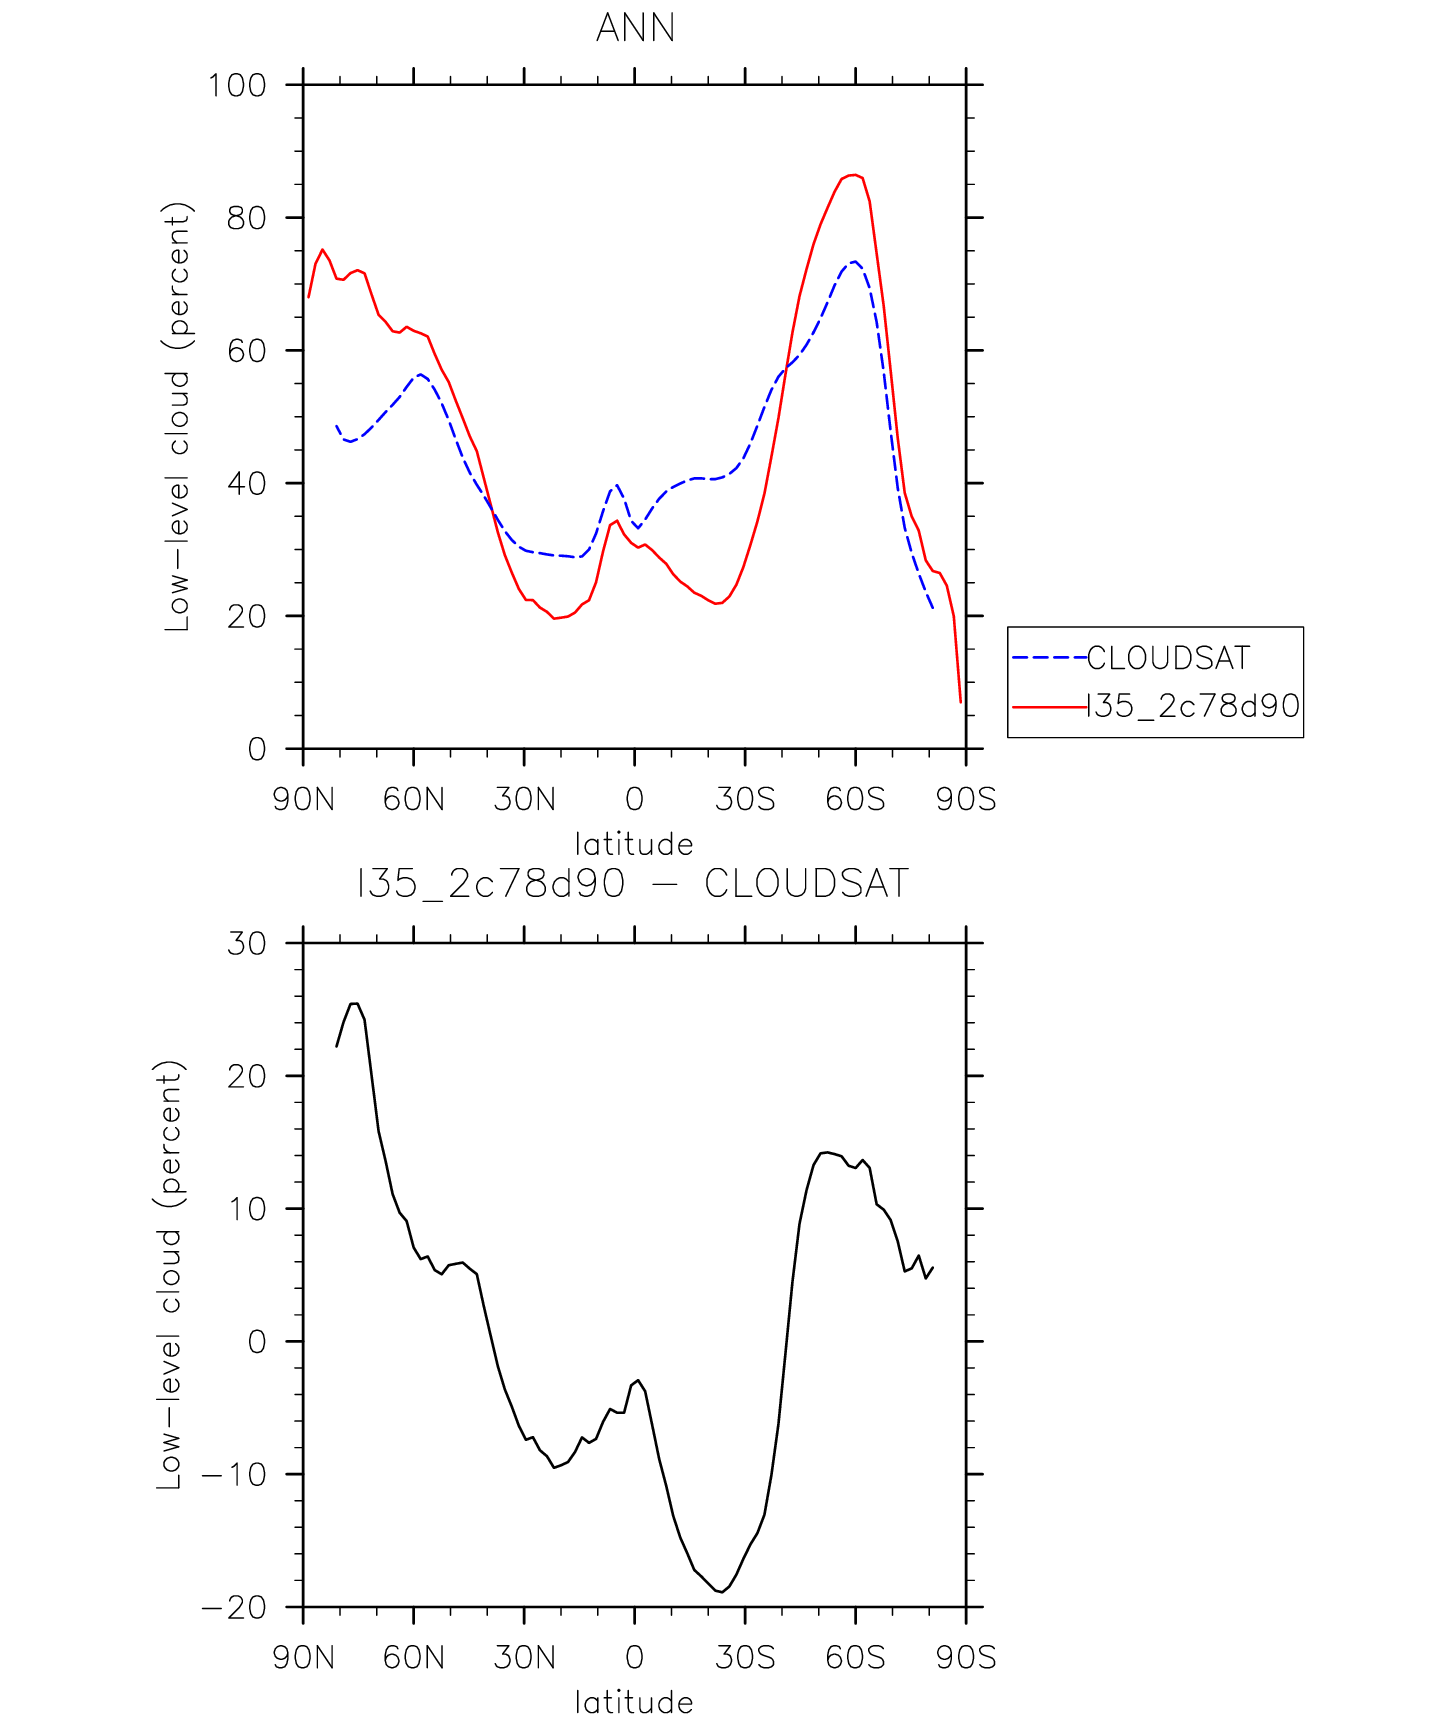 ANN
100
80
60
40
20
0
Low-level cloud (percent)
90N 60N 30N 0 30S 60S 90S
latitude
CLOUDSAT
I35_2c78d90
I35_2c78d90 - CLOUDSAT
30
20
10
0
-10
-20
Low-level cloud (percent)
90N 60N 30N 0 30S 60S 90S
latitude